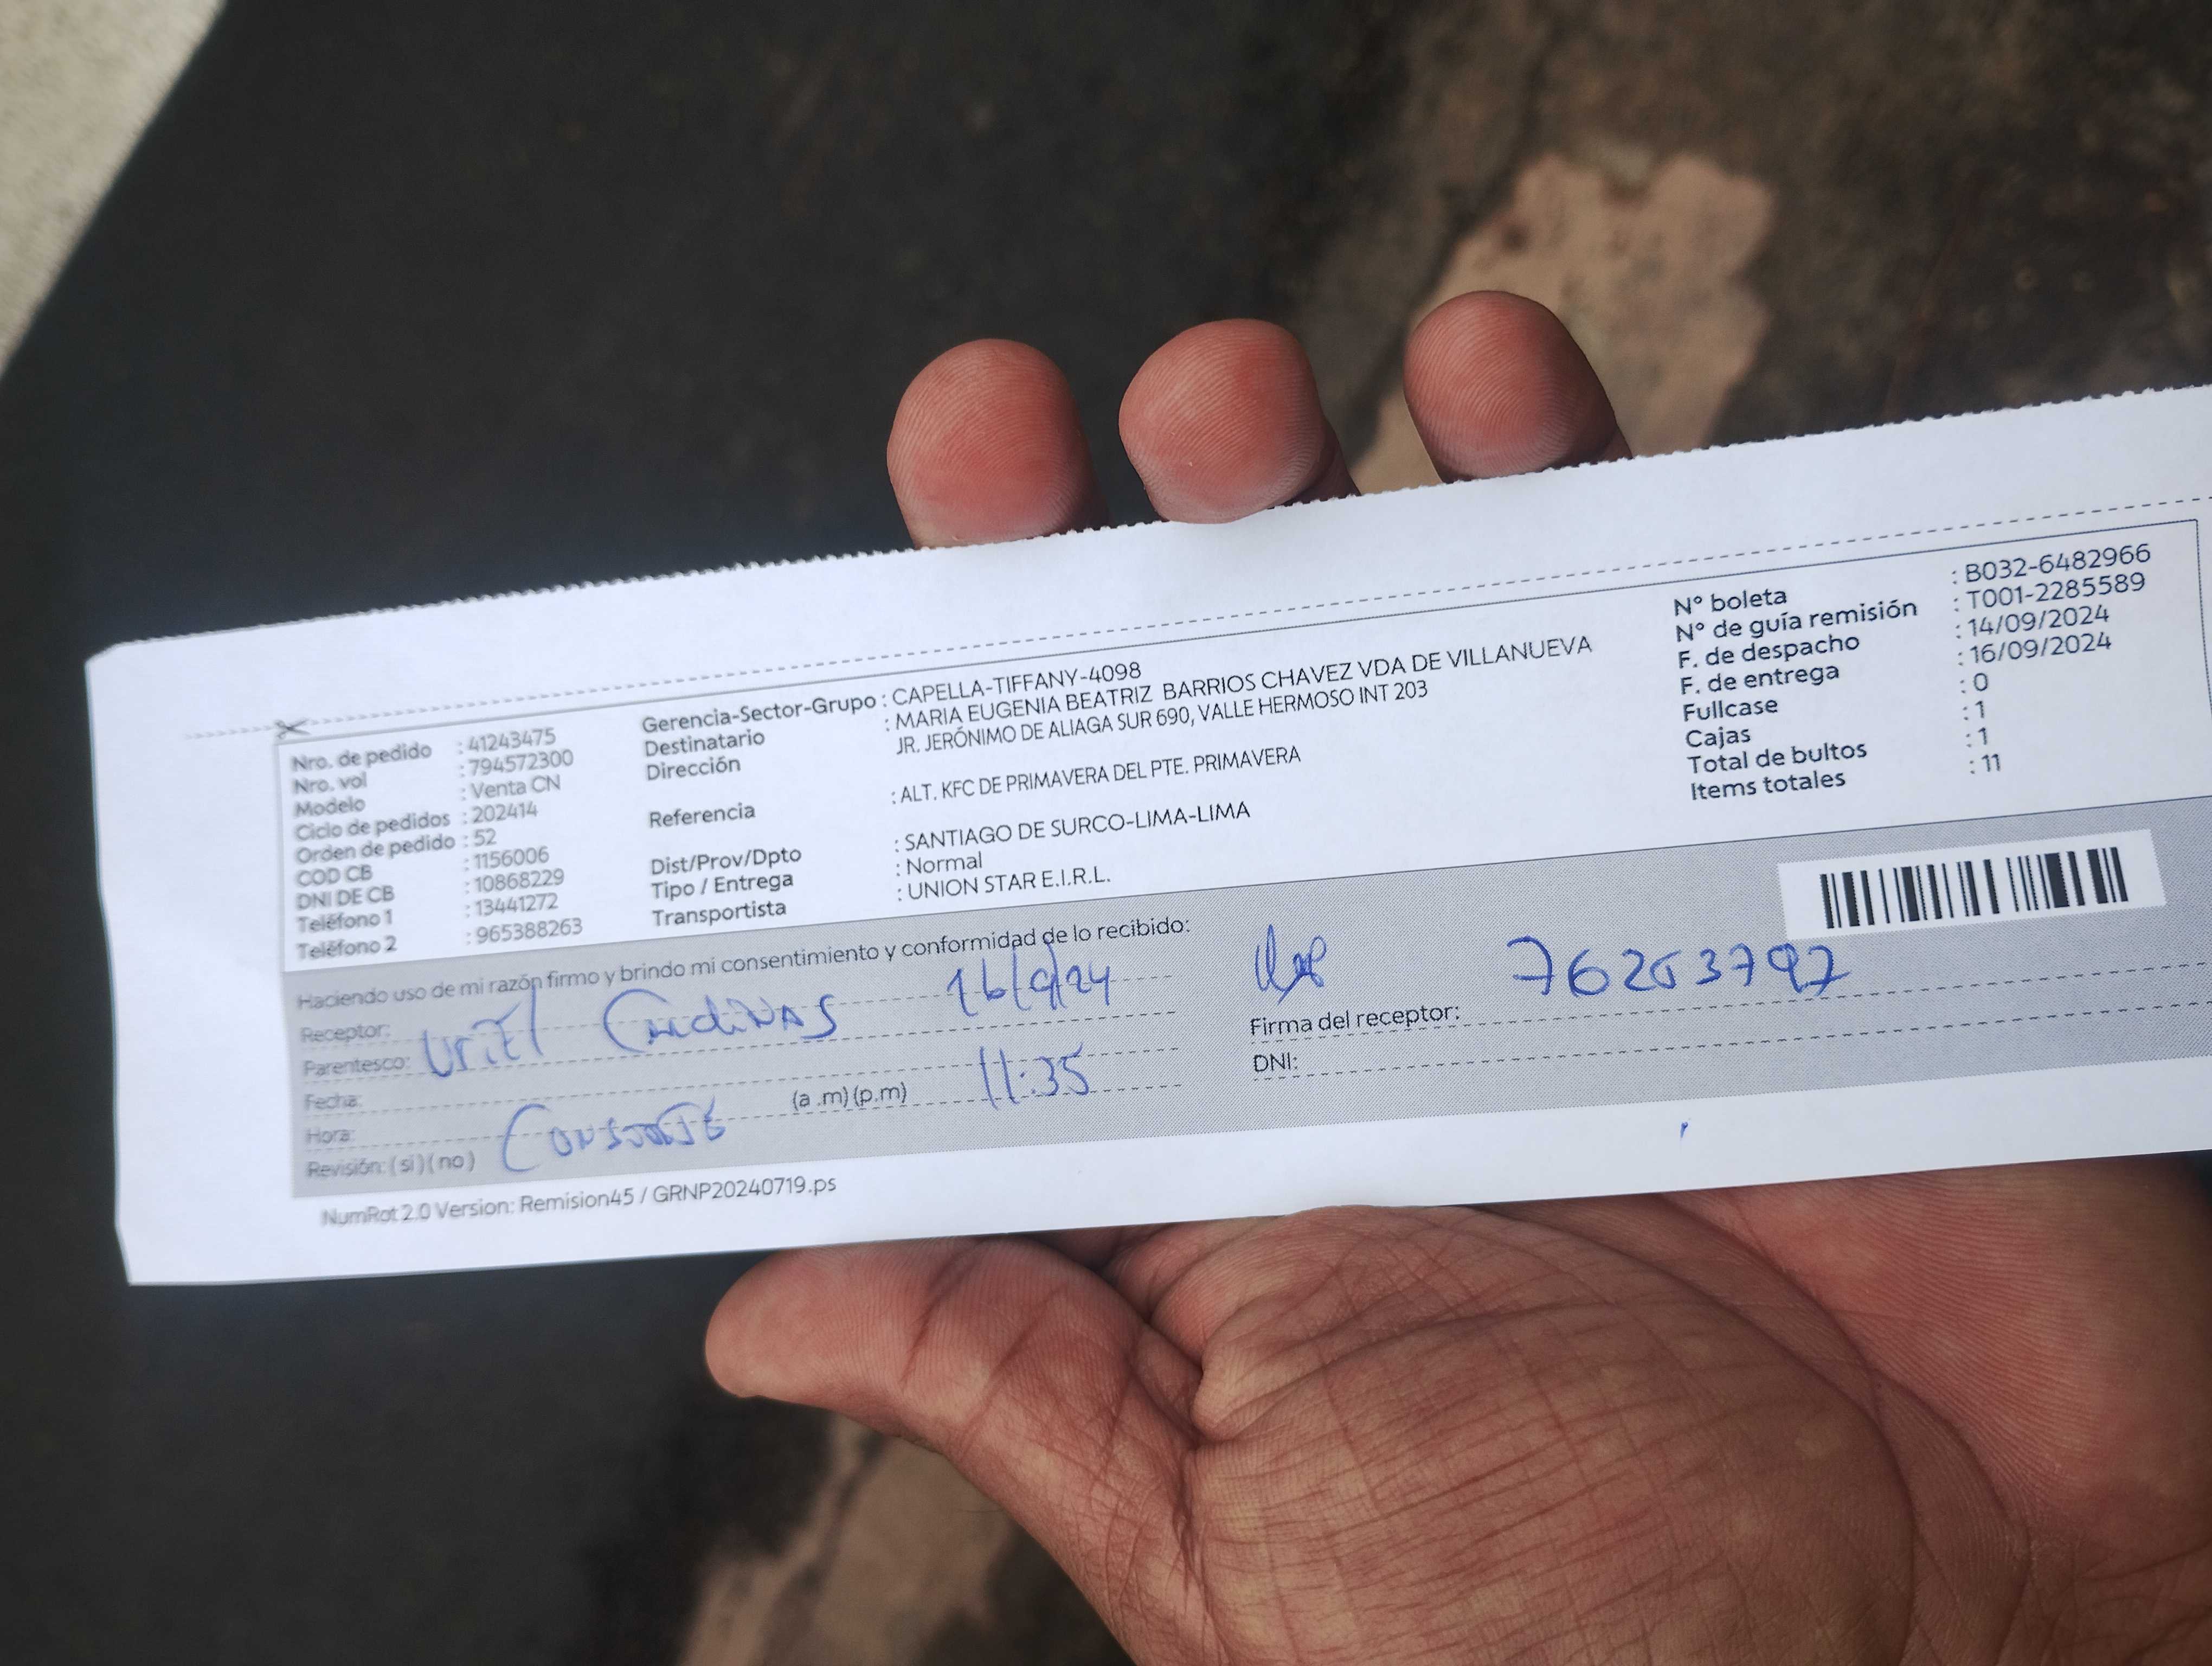 Nro. de pedido : 41243475
Nro. vol : 794572300
Modelo : Venta CN
Ciclo de pedidos : 202414
Orden de pedido : 52
COD CB : 1156006
DNI DE CB : 10868229
Teléfono 1 : 13441272
Teléfono 2 : 965388263
Gerencia-Sector-Grupo : CAPELLA-TIFFANY-4098
Destinatario : MARIA EUGENIA BEATRIZ BARRIOS CHAVEZ VDA DE VILLANUEVA
Dirección JR. JERÓNIMO DE ALIAGA SUR 690, VALLE HERMOSO INT 203
Referencia : ALT. KFC DE PRIMAVERA DEL PTE. PRIMAVERA
Dist/Prov/Dpto : SANTIAGO DE SURCO-LIMA-LIMA
Tipo / Entrega : Normal
Transportista : UNION STAR E.I.R.L.
N° boleta : B032-6482966
N° de guía remisión : T001-2285589
F. de despacho : 14/09/2024
F. de entrega : 16/09/2024
Fullcase : 0
Cajas : 1
Total de bultos : 1
Items totales : 11
Haciendo uso de mi razón firmo y brindo mi consentimiento y conformidad de lo recibido:
Receptor: 16/9/24
Parentesco: Uriel
Fecha:
Hora: (a .m) (p.m) 11:35
Revisión: ( si ) ( no )
Firma del receptor: 76203797
DNI:
NumRot 2.0 Version: Remision45 / GRNP20240719.ps